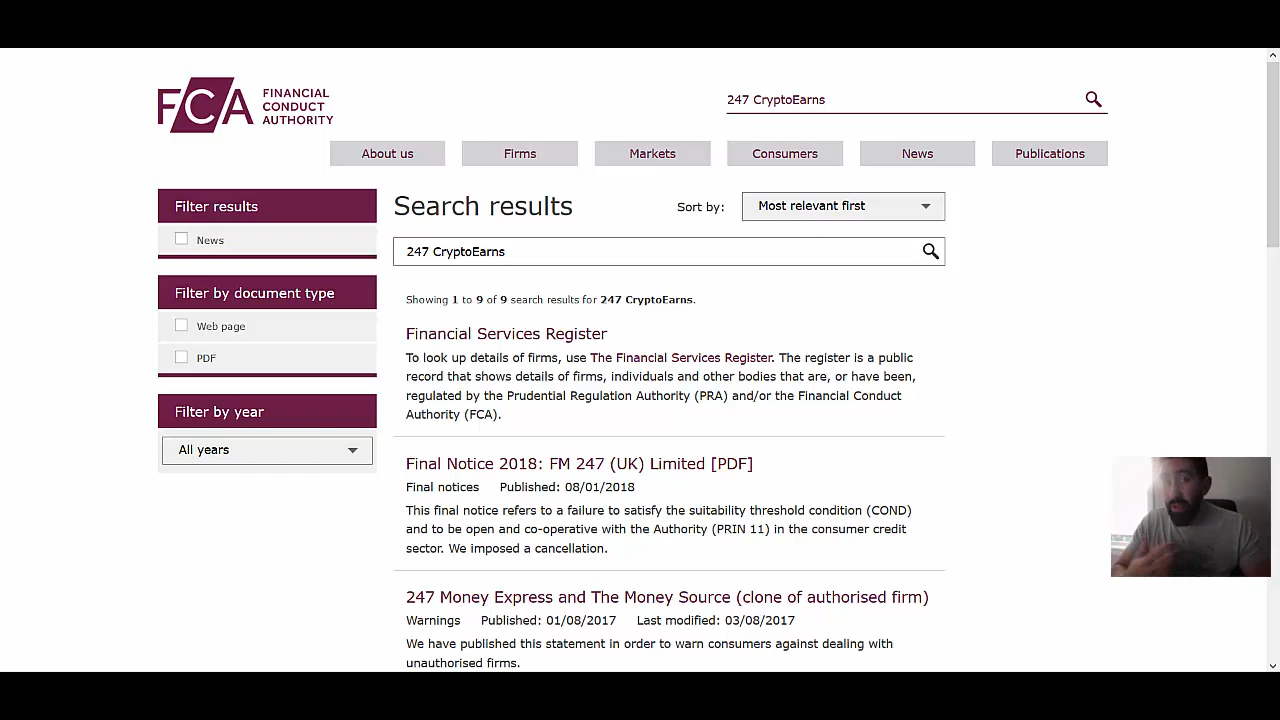 FCA FINANCIAL
CONDUCT
AUTHORITY
247 CryptoEarns
About us
Firms
Markets
Consumers
News
Publications
Filter results
News
Filter by document type
Web page
PDF
Filter by year
All years
Search results
Sort by:
Most relevant first
247 CryptoEarns
Showing 1 to 9 of 9 search results for 247 CryptoEarns.
Financial Services Register
To look up details of firms, use The Financial Services Register. The register is a public
record that shows details of firms, individuals and other bodies that are, or have been,
regulated by the Prudential Regulation Authority (PRA) and/or the Financial Conduct
Authority (FCA).
Final Notice 2018: FM 247 (UK) Limited [PDF]
Final notices Published: 08/01/2018
This final notice refers to a failure to satisfy the suitability threshold condition (COND)
and to be open and co-operative with the Authority (PRIN 11) in the consumer credit
sector. We imposed a cancellation.
247 Money Express and The Money Source (clone of authorised firm)
Warnings Published: 01/08/2017 Last modified: 03/08/2017
We have published this statement in order to warn consumers against dealing with
unauthorised firms.